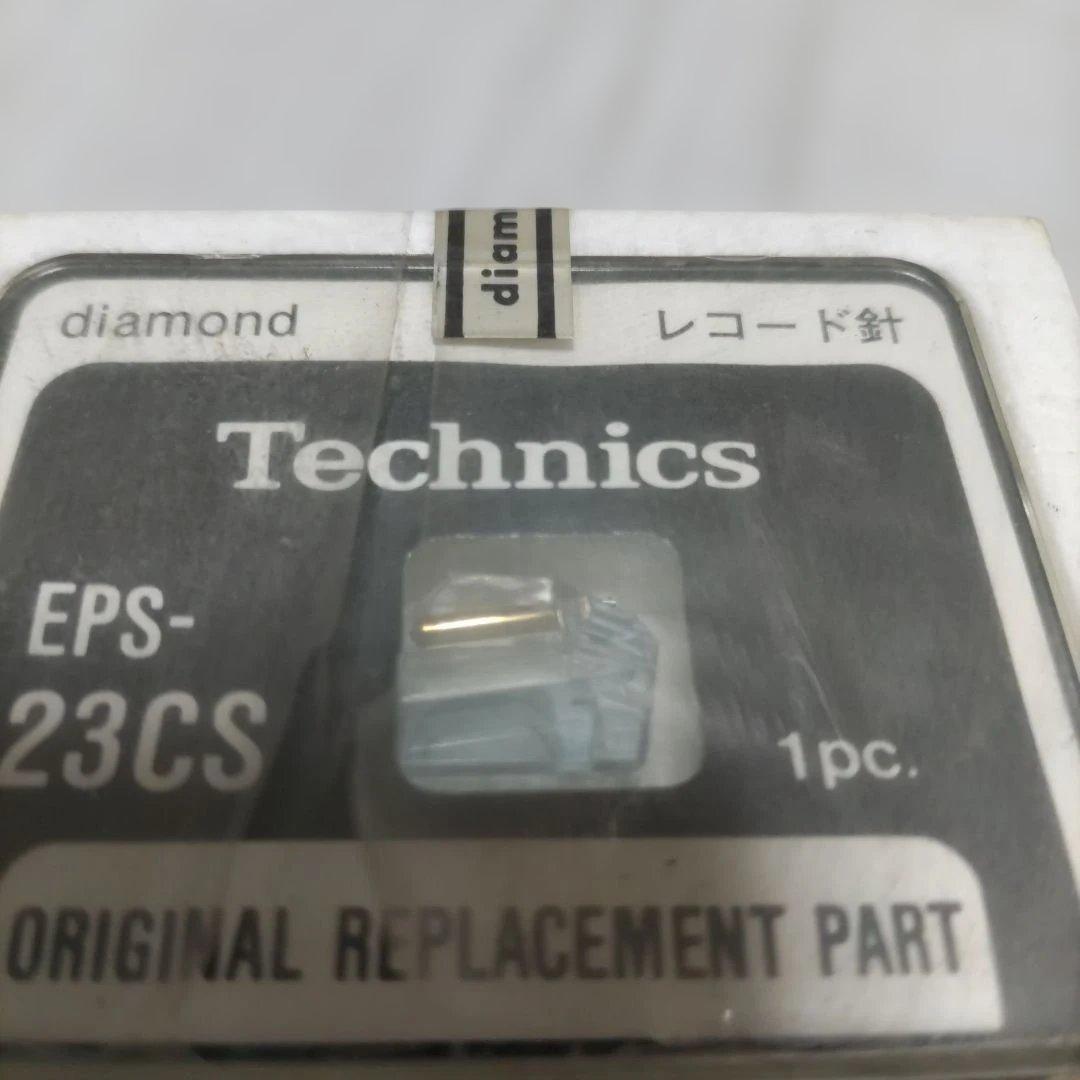 diam
diamond
レコード針
Technics
EPS-
23CS
1pc.
ORIGINAL REPLACEMENT PART